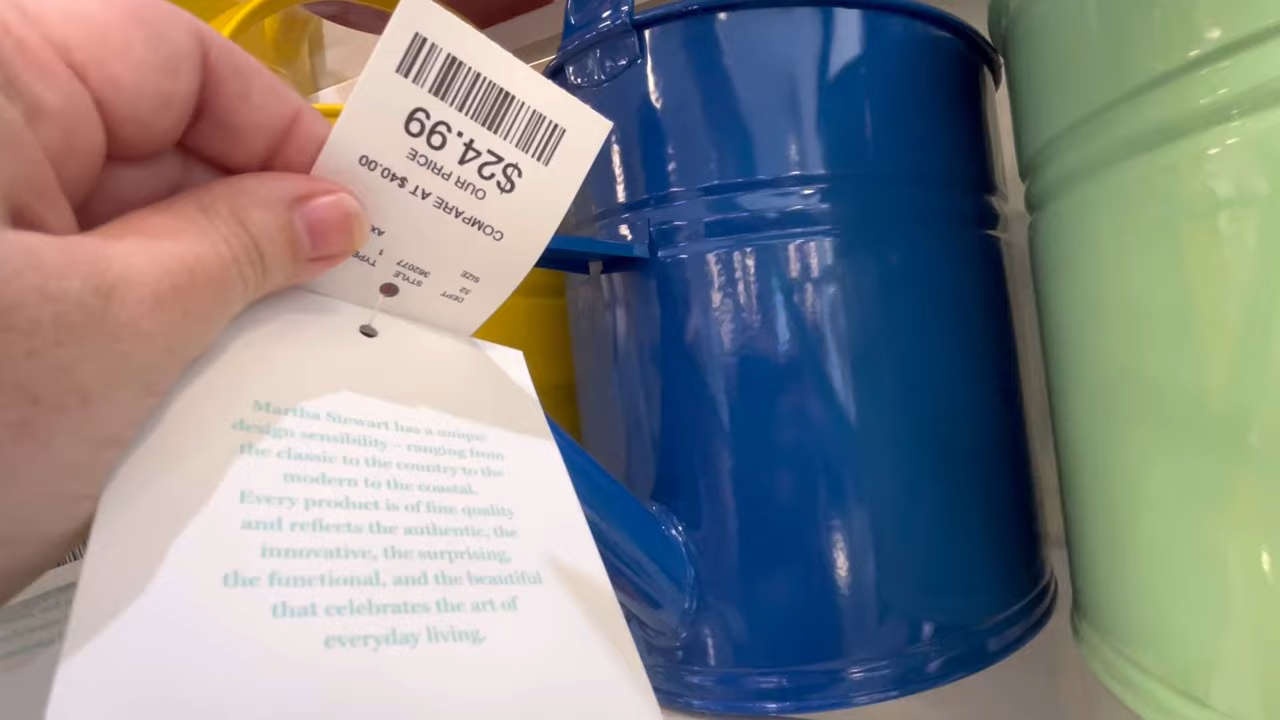 DEPT
SIZE
52
STYLE
362077
TYPE
1
COMPARE AT $40.00
OUR PRICE
$24.99
Martha Stewart has a unique
design sensibility – ranging from
the classic to the country to the
modern to the coastal.
Every product is of fine quality
and reflects the authentic, the
innovative, the surprising,
the functional, and the beautiful
that celebrates the art of
everyday living.